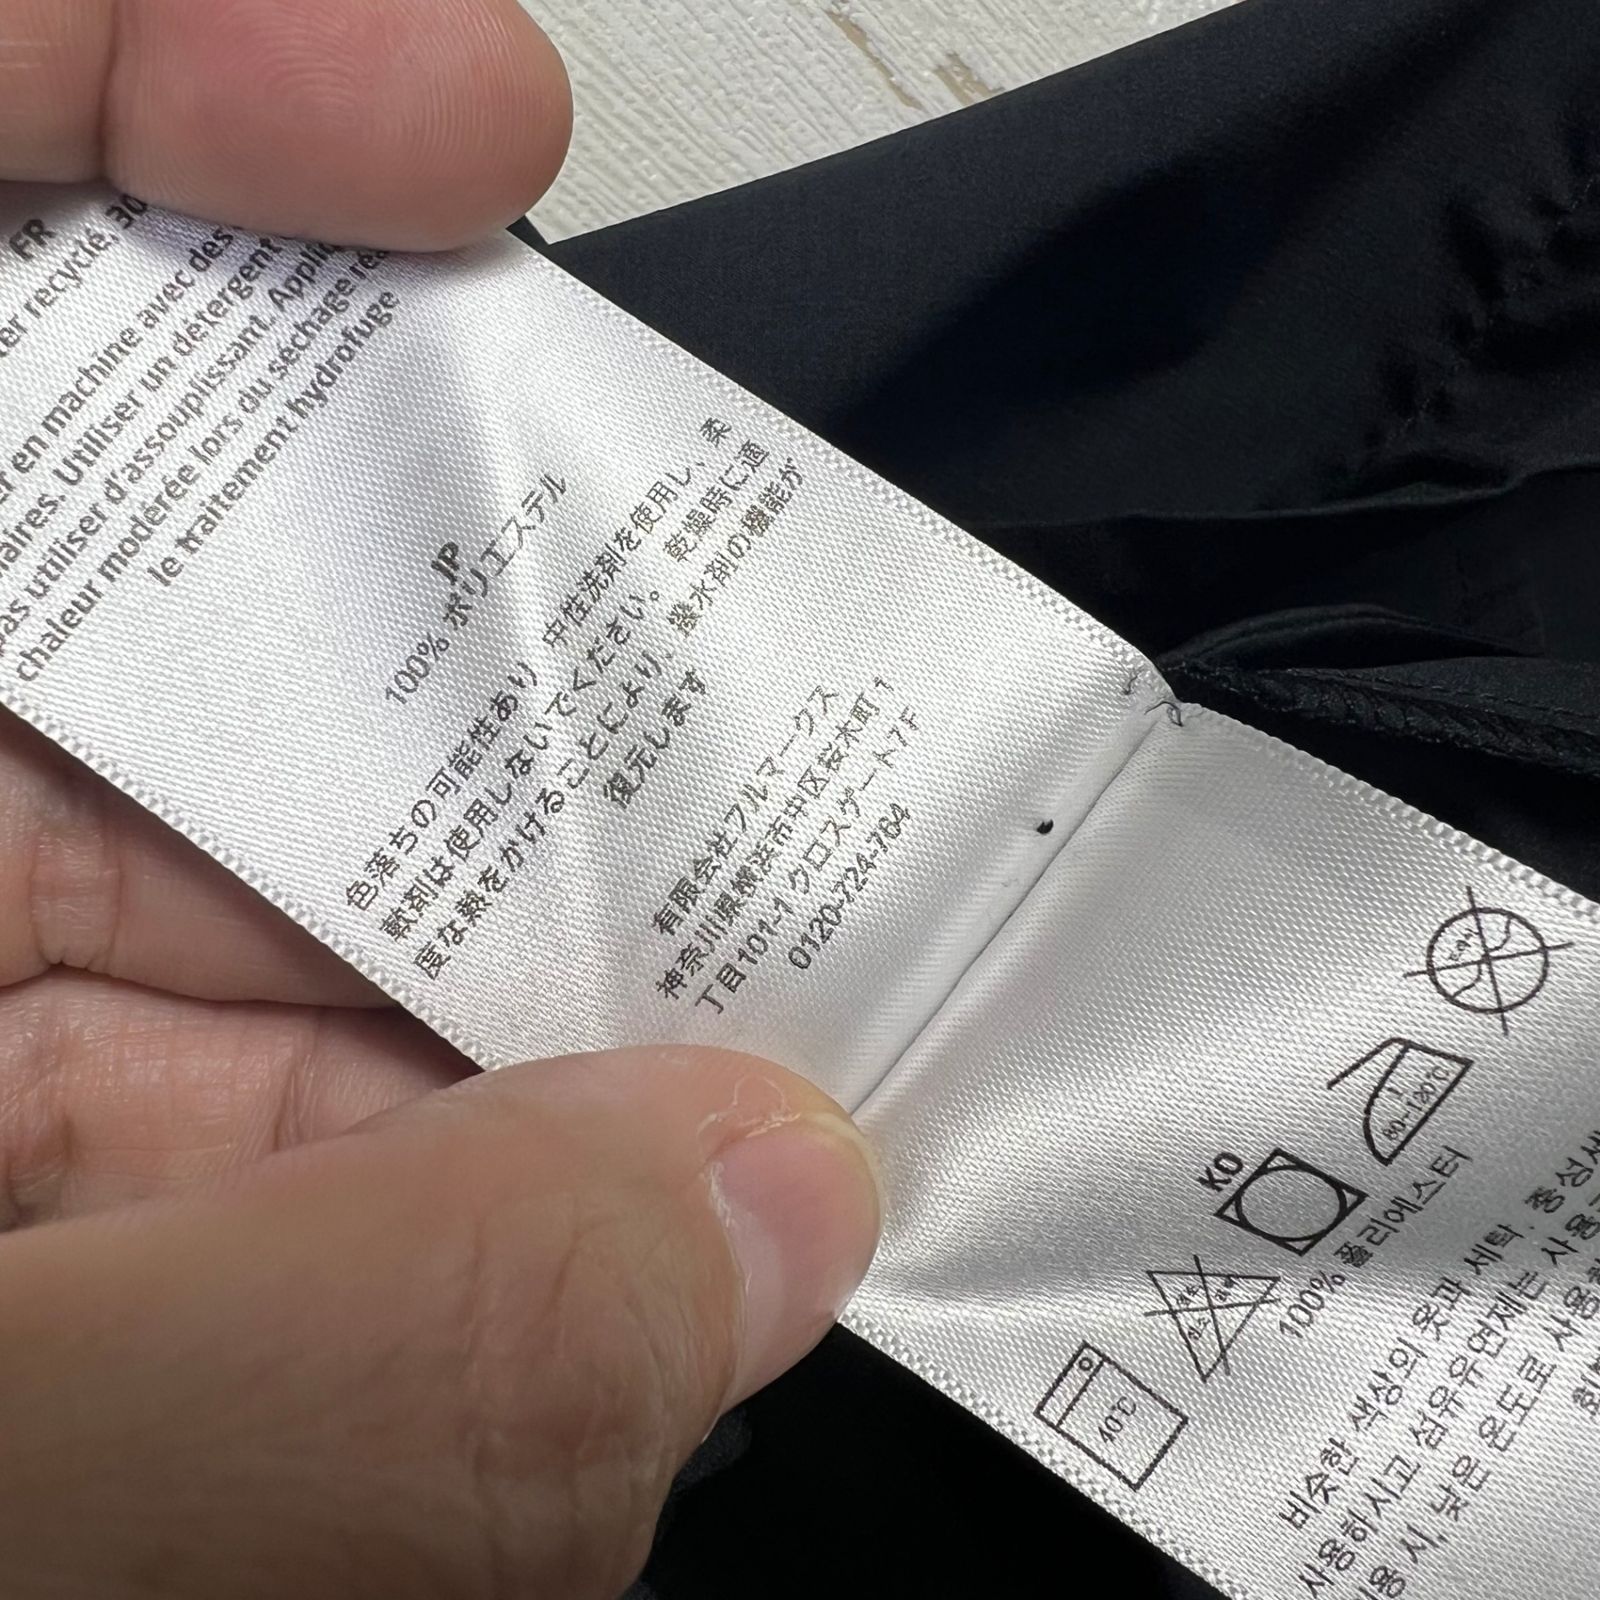 FR
recyclé, 30
en machine avec des
Utiliser un détergent
pas utiliser d'assouplissant.
chaleur modérée lors du séchage
le traitement hydrofuge
JP
100% ポリエステル
色落ちの可能性あり 中性洗剤を使用し、柔
軟剤は使用しないでください。 乾燥時に適
度な熱をかけることにより、撥水剤の機能が
復元します
有限会社フルマークス
神奈川県横浜市中区桜木町1
丁目101-1 クロスゲート7F
0120-724-764
80-120°C
KO
40°C
100% 폴리에스터
비슷한 색상의 옷과 세탁. 중성세
사용하시고 섬유유연제는 사용
사용 시, 낮은 온도로 사용